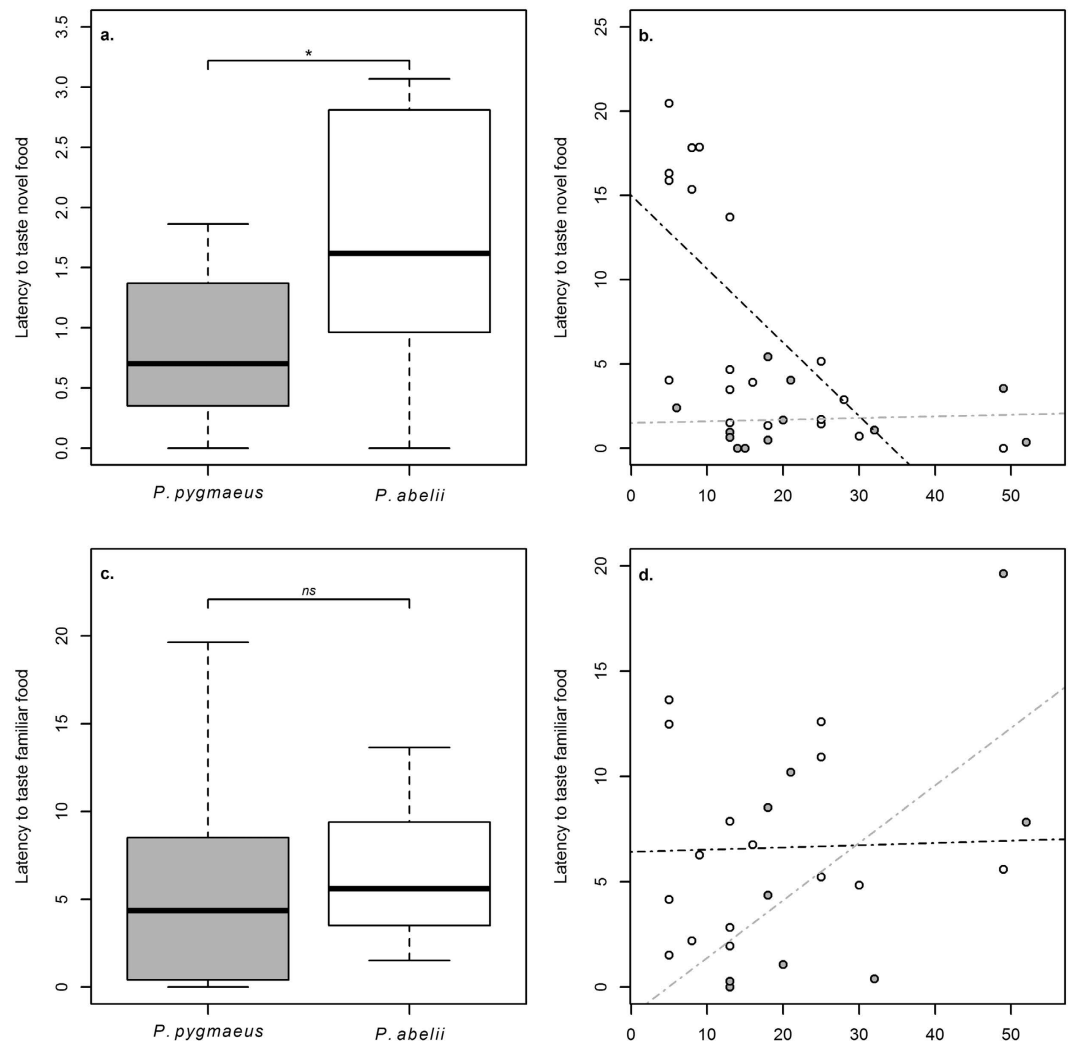 a.
*
Latency to taste novel food
0.0 0.5 1.0 1.5 2.0 2.5 3.0 3.5
P. pygmaeus P. abelii
b.
Latency to taste novel food
0 5 10 15 20 25
0 10 20 30 40 50
c.
ns
Latency to taste familiar food
0 5 10 15 20
P. pygmaeus P. abelii
d.
Latency to taste familiar food
0 5 10 15 20
0 10 20 30 40 50